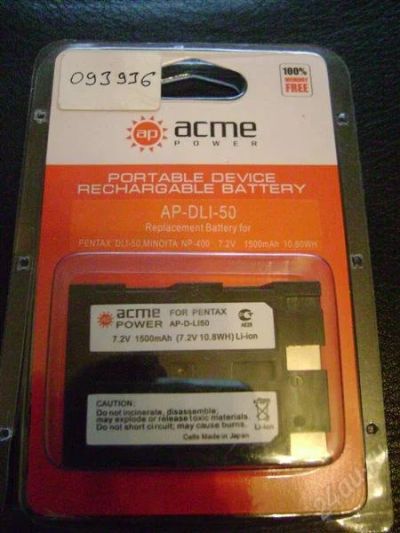 093936
100%
MEMORY
FREE
ap acme
POWER
PORTABLE DEVICE
RECHARGABLE BATTERY
AP-DLI-50
Replacement Battery for
PENTAX DLI-50,MINOITA NP-400 7.2V 1500mAh 10.80WH
acme
POWER
FOR PENTAX
AP-D-LI50
7.2V 1500mAh (7.2V 10.8WH) Li-ion
Caution:
Do not incinerate, disassemble,
may explode or release toxic materials.
Do not short circuit, may cause burns.
Cells Made in Japan
Li-ion